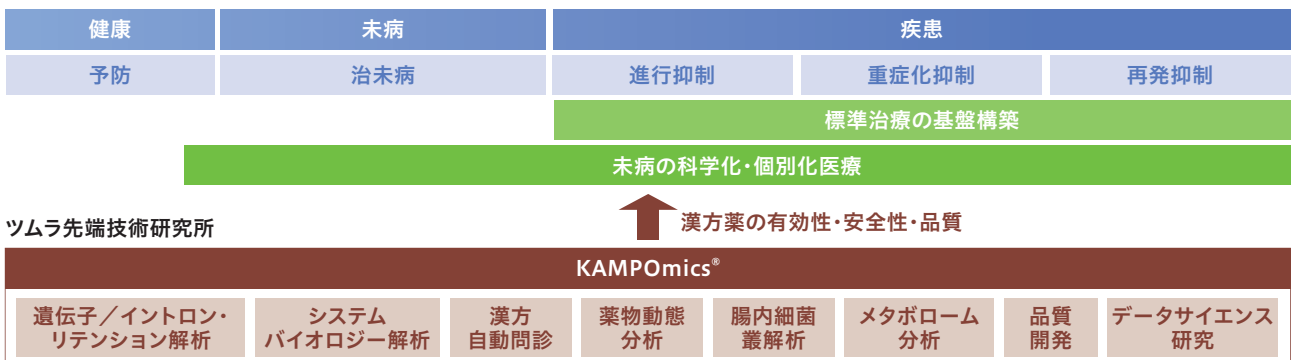 健康 未病 疾患
予防 治未病 進行抑制 重症化抑制 再発抑制
標準治療の基盤構築
未病の科学化・個別化医療
漢方薬の有効性・安全性・品質
ツムラ先端技術研究所
KAMPOmics®
遺伝子／イントロン・
リテンション解析
システム
バイオロジー解析
漢方
自動問診
薬物動態
分析
腸内細菌
叢解析
メタボローム
分析
品質
開発
データサイエンス
研究